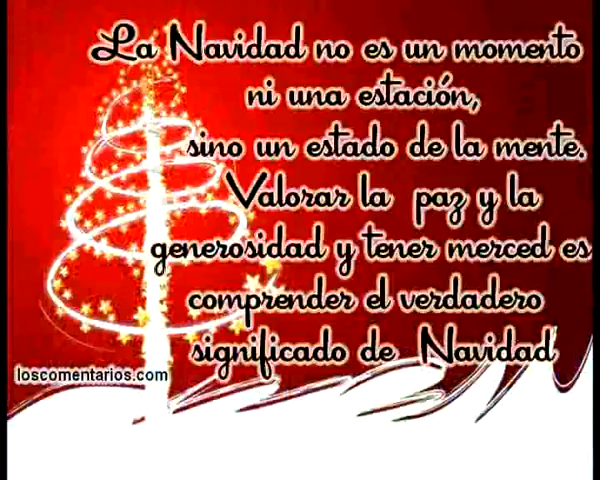 La Navidad no es un momento
ni una estación,
sino un estado de la mente.
Valorar la paz y la
generosidad y tener merced es
comprender el verdadero
significado de Navidad
loscomentarios.com